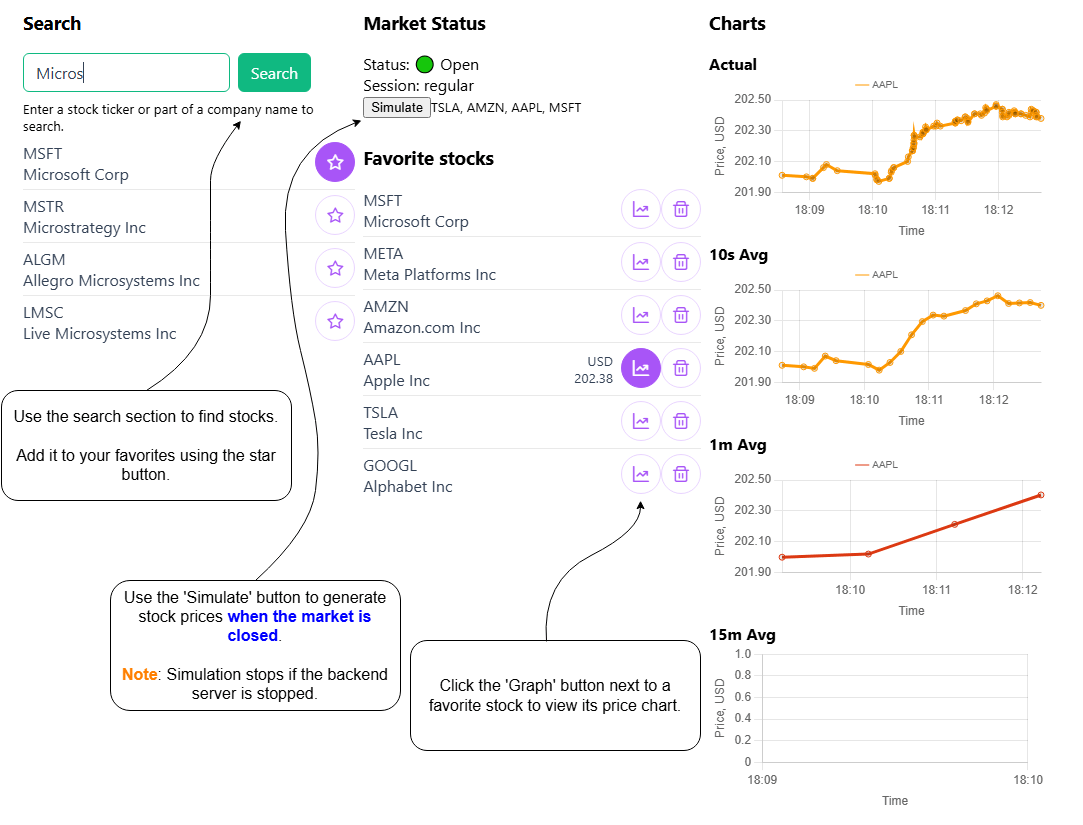 Search
Micros
Search
Enter a stock ticker or part of a company name to
search.
MSFT
Microsoft Corp
MSTR
Microstrategy Inc
ALGM
Allegro Microsystems Inc
LMSC
Live Microsystems Inc
Use the search section to find stocks.
Add it to your favorites using the star
button.
Use the 'Simulate' button to generate
stock prices when the market is
closed.
Note: Simulation stops if the backend
server is stopped.
Market Status
Status: Open
Session: regular
Simulate TSLA, AMZN, AAPL, MSFT
Favorite stocks
MSFT
Microsoft Corp
META
Meta Platforms Inc
AMZN
Amazon.com Inc
AAPL
Apple Inc
USD
202.38
TSLA
Tesla Inc
GOOGL
Alphabet Inc
Click the 'Graph' button next to a
favorite stock to view its price chart.
Charts
Actual
AAPL
Price, USD
202.50
202.30
202.10
201.90
18:09 18:10 18:11 18:12
Time
10s Avg
AAPL
Price, USD
202.50
202.30
202.10
201.90
18:09 18:10 18:11 18:12
Time
1m Avg
AAPL
Price, USD
202.50
202.30
202.10
201.90
18:10 18:11 18:12
Time
15m Avg
Price, USD
1.0
0.8
0.6
0.4
0.2
0
18:09 18:10
Time